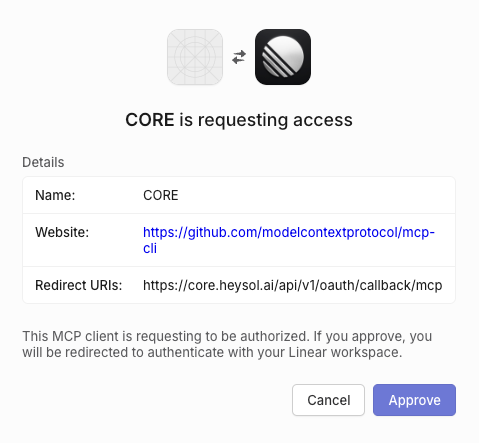 CORE is requesting access
Details
Name: CORE
Website: https://github.com/modelcontextprotocol/mcp-
cli
Redirect URIs: https://core.heysol.ai/api/v1/oauth/callback/mcp
This MCP client is requesting to be authorized. If you approve, you
will be redirected to authenticate with your Linear workspace.
Cancel Approve